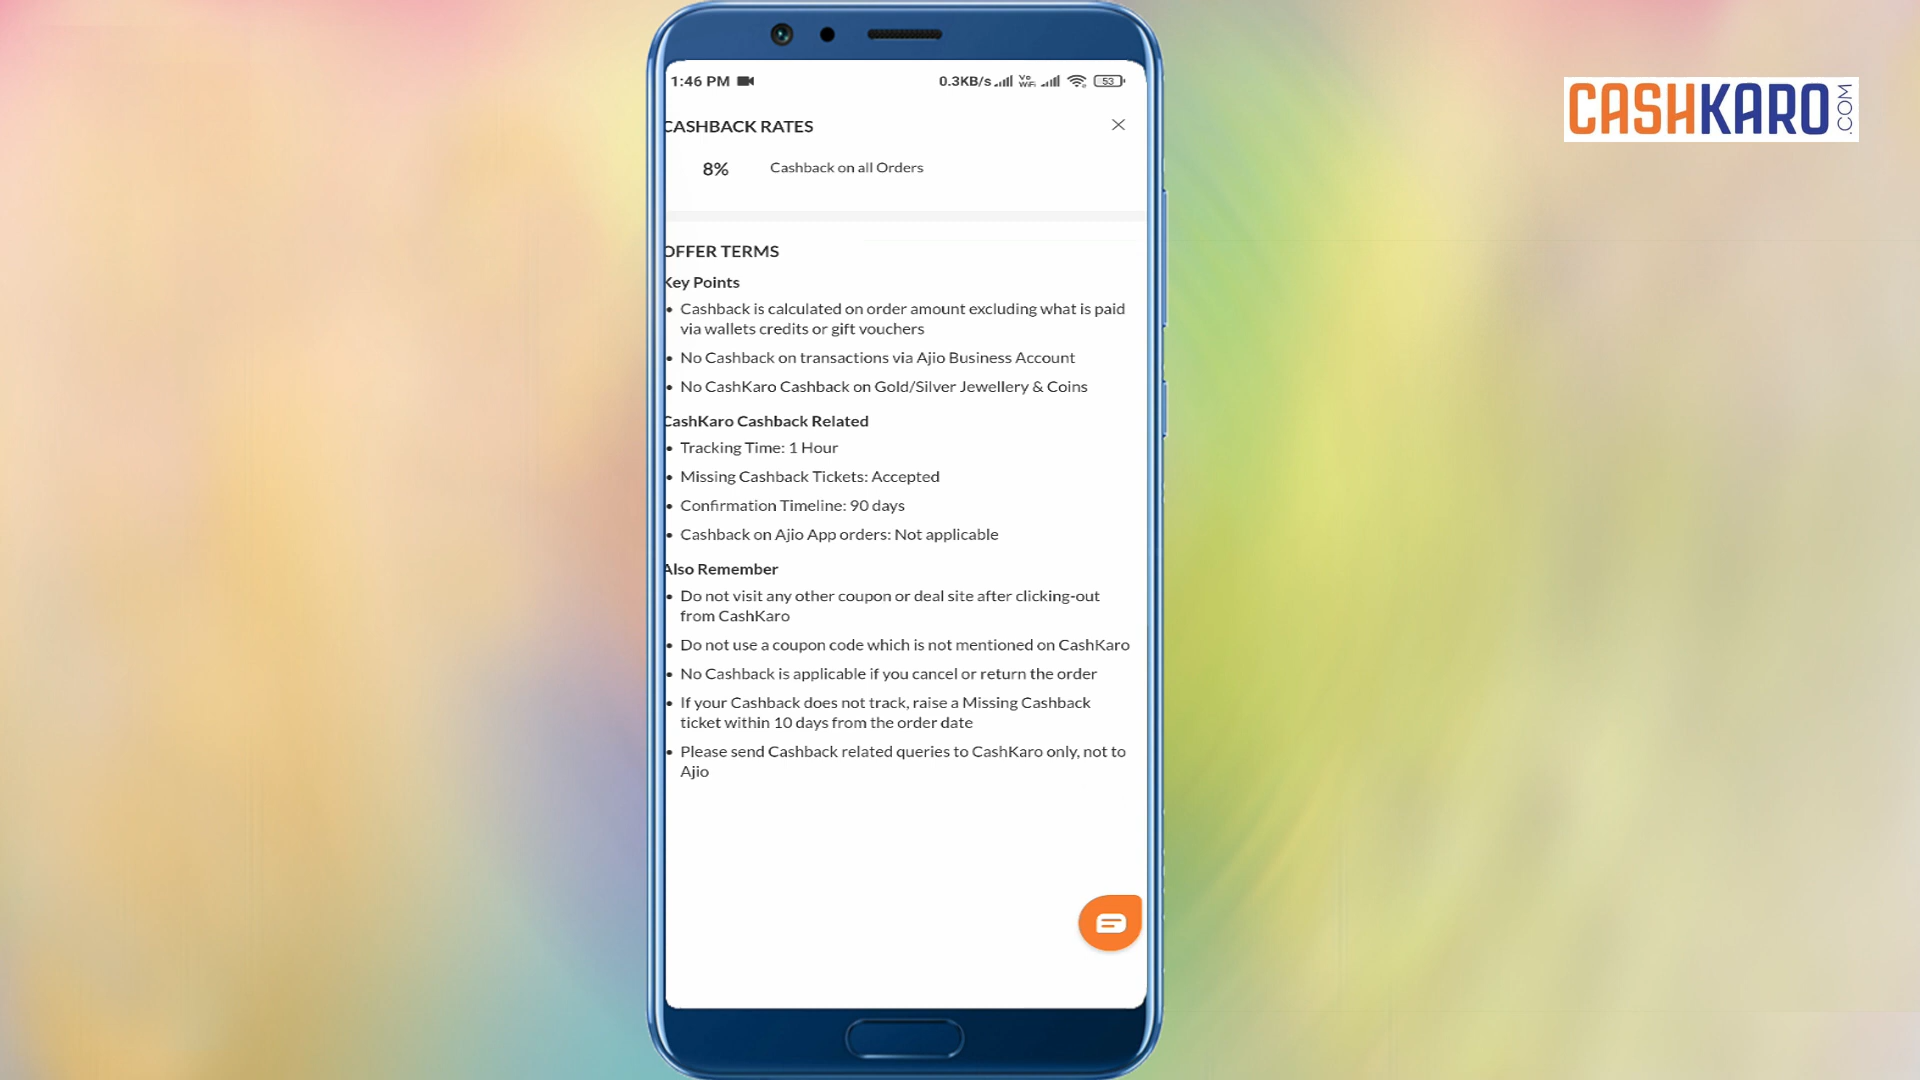 1:46 PM
0.3KB/s Vo WiFi 53
CASHBACK RATES
8% Cashback on all Orders
OFFER TERMS
Key Points
• Cashback is calculated on order amount excluding what is paid
via wallets credits or gift vouchers
• No Cashback on transactions via Ajio Business Account
• No CashKaro Cashback on Gold/Silver Jewellery & Coins
CashKaro Cashback Related
• Tracking Time: 1 Hour
• Missing Cashback Tickets: Accepted
• Confirmation Timeline: 90 days
• Cashback on Ajio App orders: Not applicable
Also Remember
• Do not visit any other coupon or deal site after clicking-out
from CashKaro
• Do not use a coupon code which is not mentioned on CashKaro
• No Cashback is applicable if you cancel or return the order
• If your Cashback does not track, raise a Missing Cashback
ticket within 10 days from the order date
• Please send Cashback related queries to CashKaro only, not to
Ajio
CASHKARO.COM